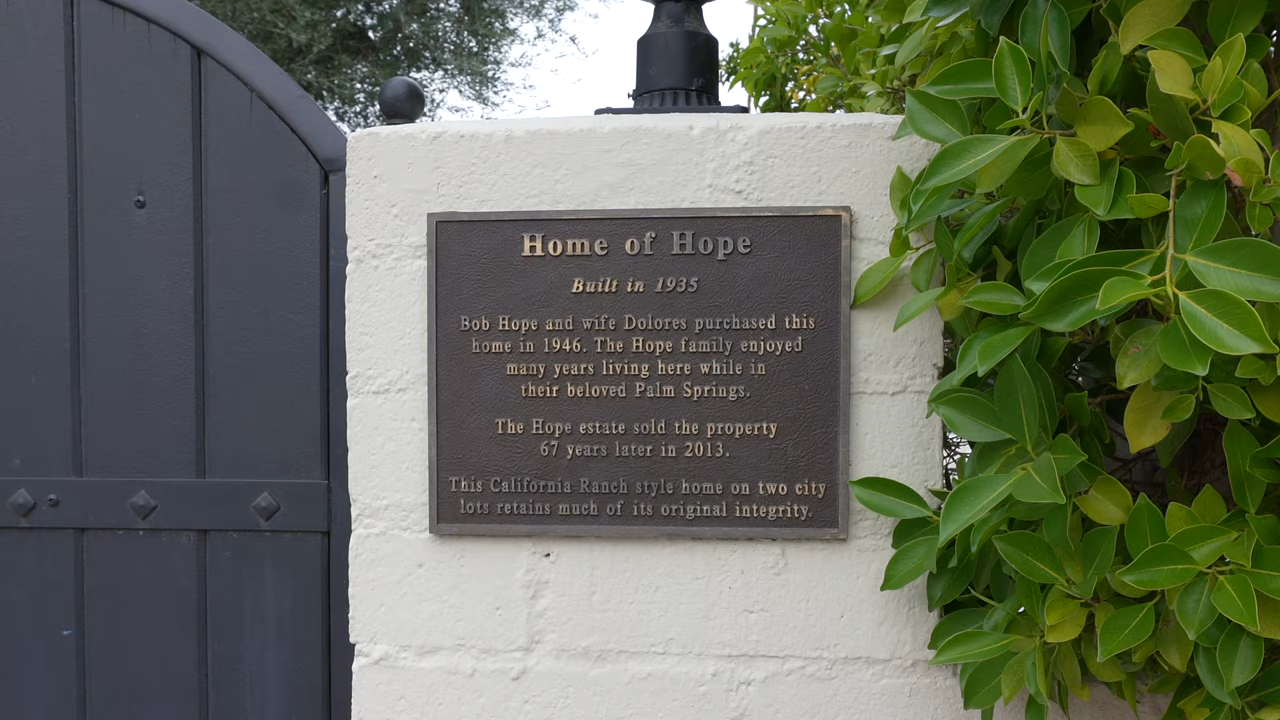 Home of Hope
Built in 1935
Bob Hope and wife Dolores purchased this
home in 1946. The Hope family enjoyed
many years living here while in
their beloved Palm Springs.
The Hope estate sold the property
67 years later in 2013.
This California Ranch style home on two city
lots retains much of its original integrity.